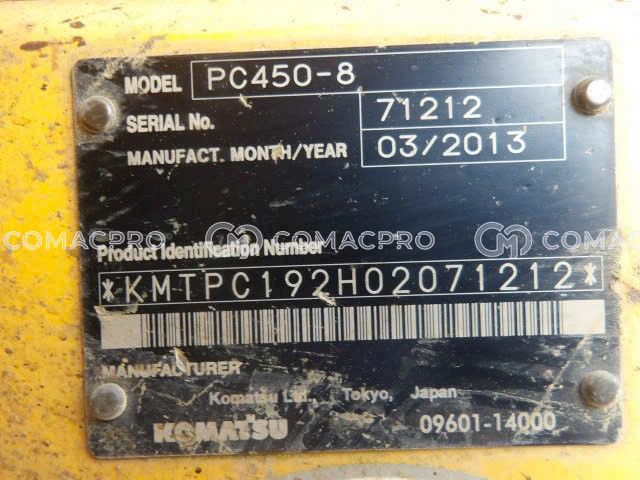 MODEL PC450-8
SERIAL No. 71212
MANUFACT. MONTH/YEAR 03/2013
COMACPRO COMACPRO COMACPRO
Product Identification Number
*KMTPC192H02071212*
MANUFACTURER
Komatsu Ltd., Tokyo, Japan
KOMATSU 09601-14000